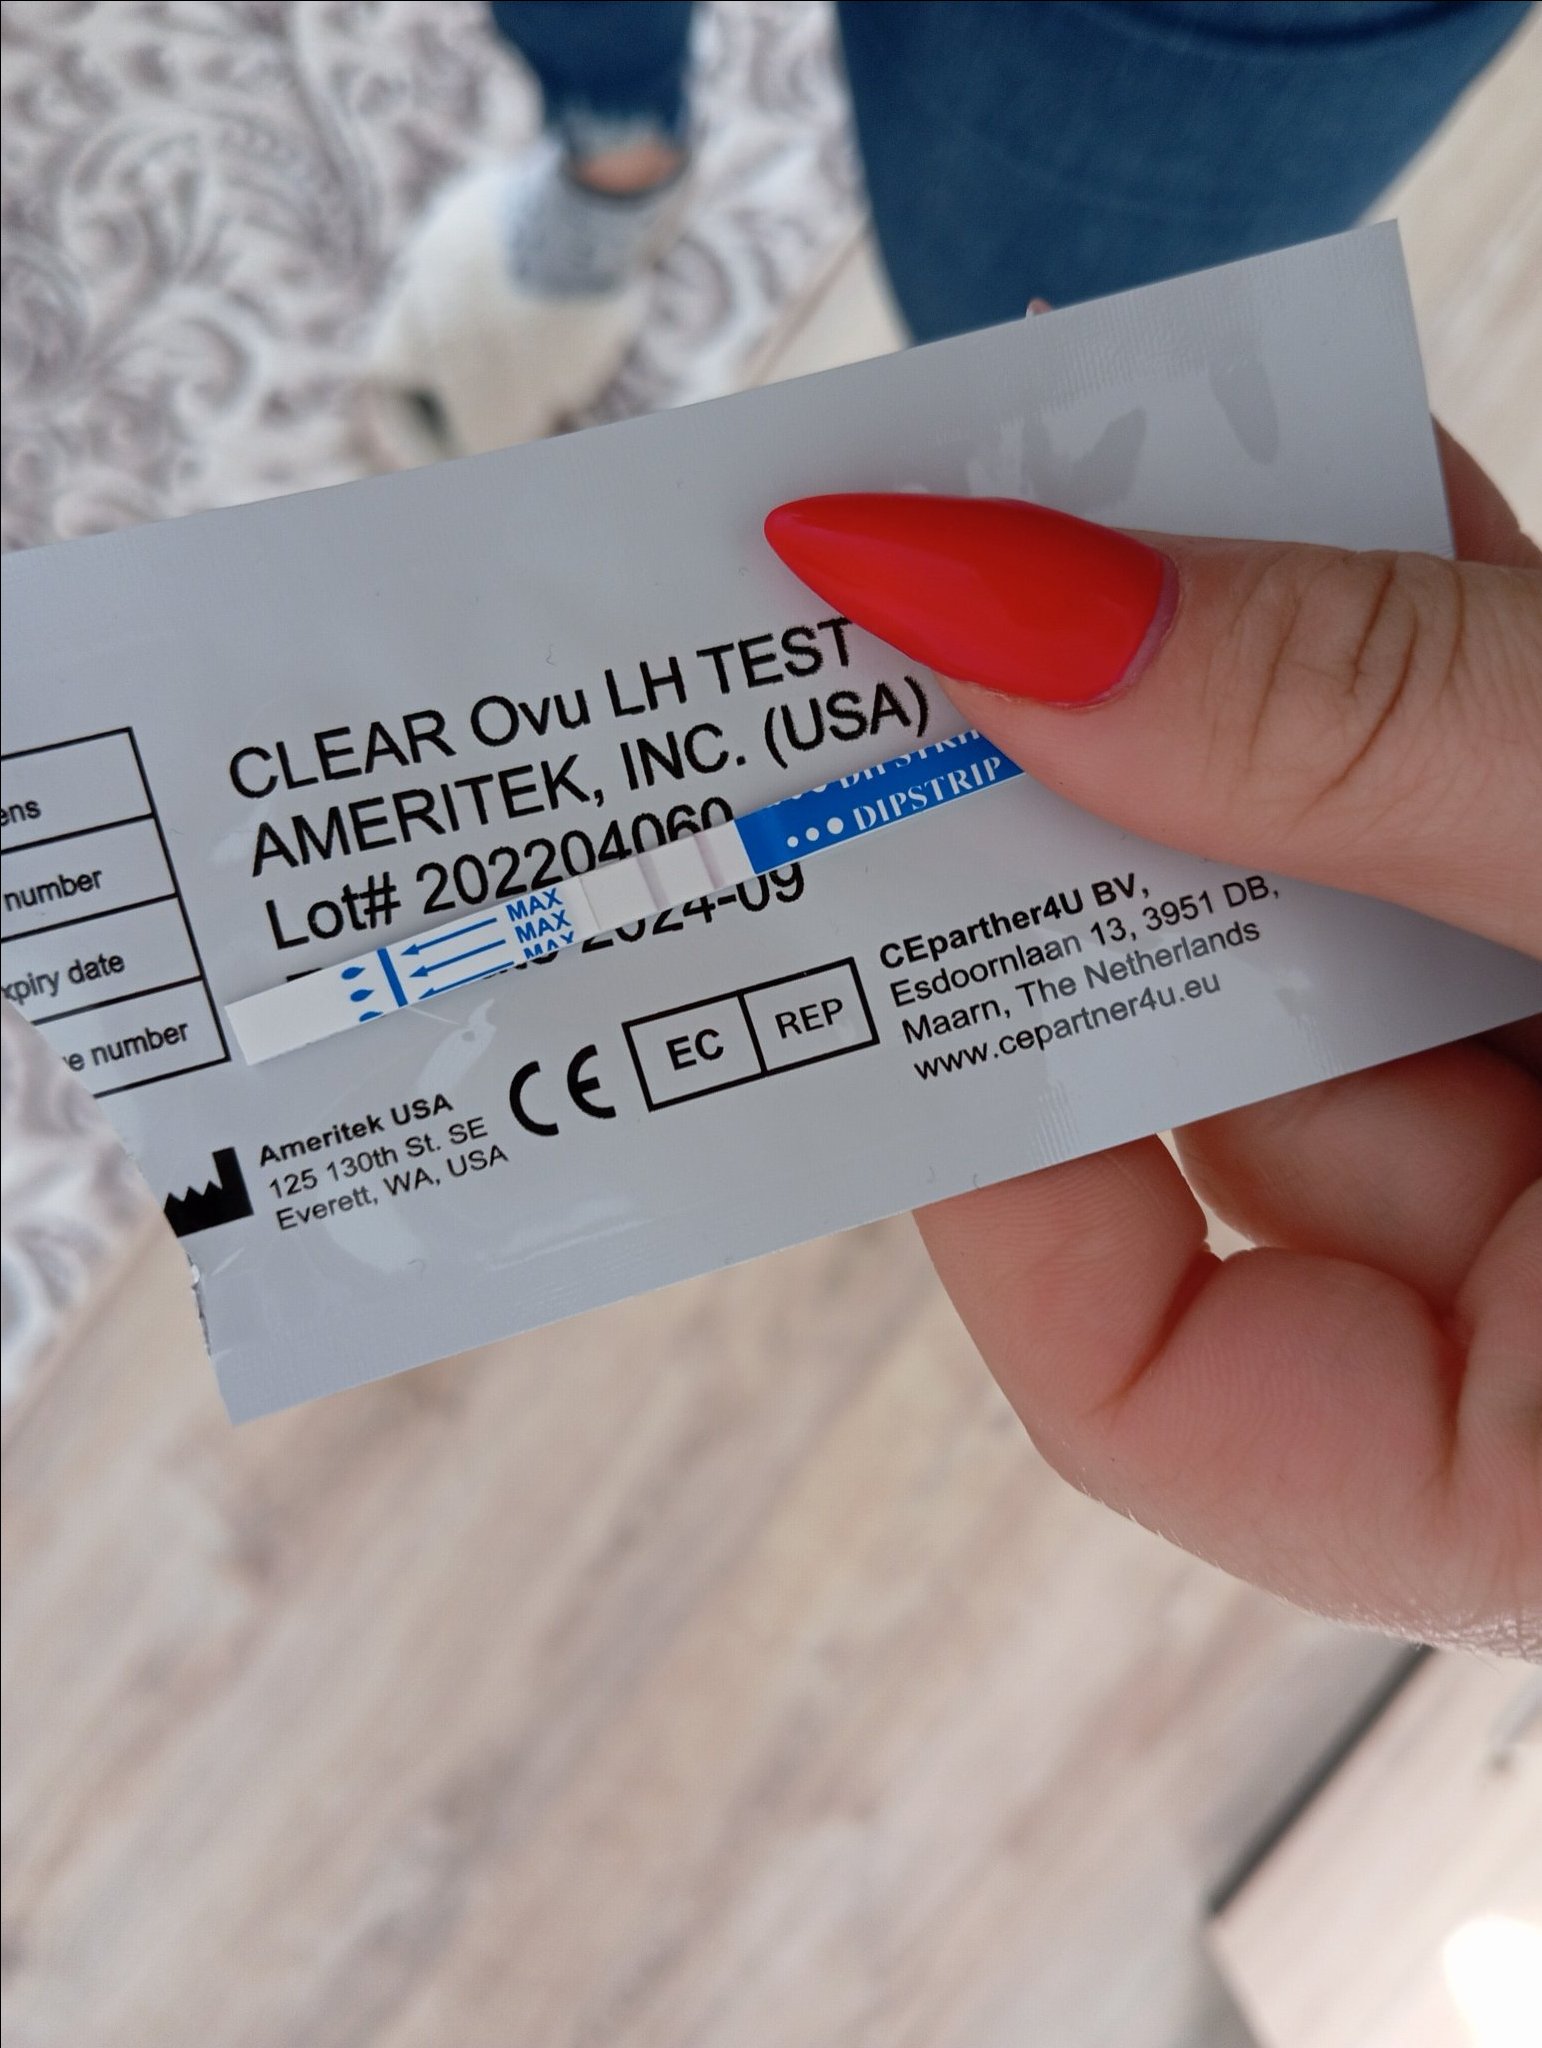 ens
number
xpiry date
e number
CLEAR Ovu LH TEST
AMERITEK, INC. (USA)
Lot# 202204060
2024-09
MAX
MAX
MAX
DIPSTRIP
DIPSTRIP
Ameritek USA
125 130th St. SE
Everett, WA, USA
CE
EC REP
CEparther4U BV,
Esdoornlaan 13, 3951 DB,
Maarn, The Netherlands
www.cepartner4u.eu